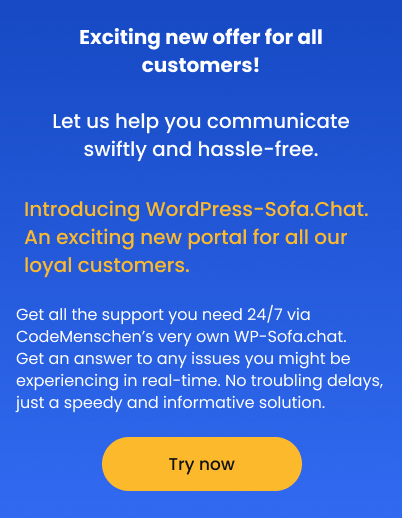 Exciting new offer for all
customers!
Let us help you communicate
swiftly and hassle-free.
Introducing WordPress-Sofa.Chat.
An exciting new portal for all our
loyal customers.
Get all the support you need 24/7 via
CodeMenschen’s very own WP-Sofa.chat.
Get an answer to any issues you might be
experiencing in real-time. No troubling delays,
just a speedy and informative solution.
Try now